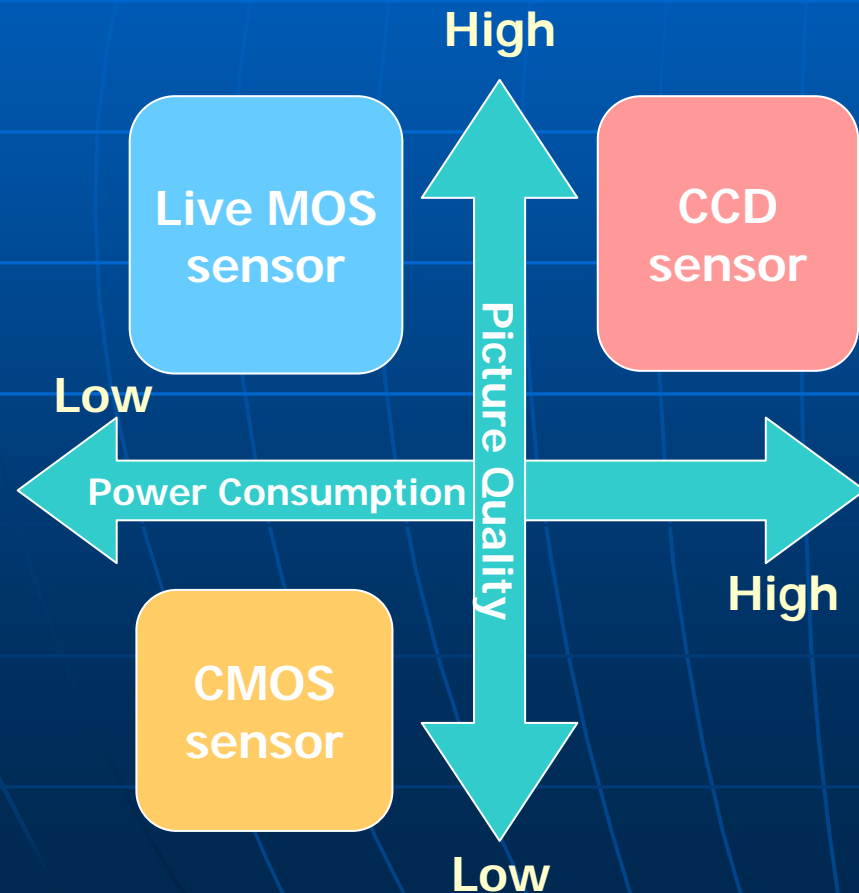 High
Live MOS
sensor
CCD
sensor
Picture Quality
Low
Power Consumption
High
CMOS
sensor
Low